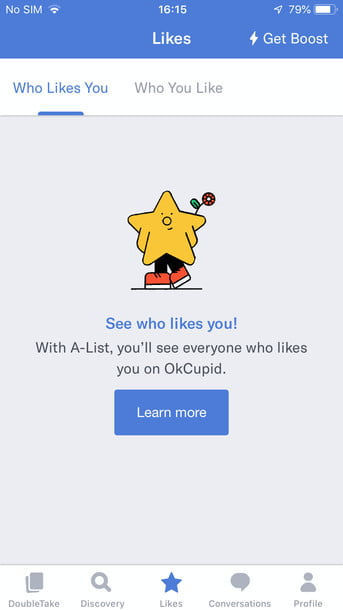 No SIM 16:15 79%
Likes Get Boost
Who Likes You Who You Like
See who likes you!
With A-List, you'll see everyone who likes
you on OkCupid.
Learn more
DoubleTake Discovery Likes Conversations Profile